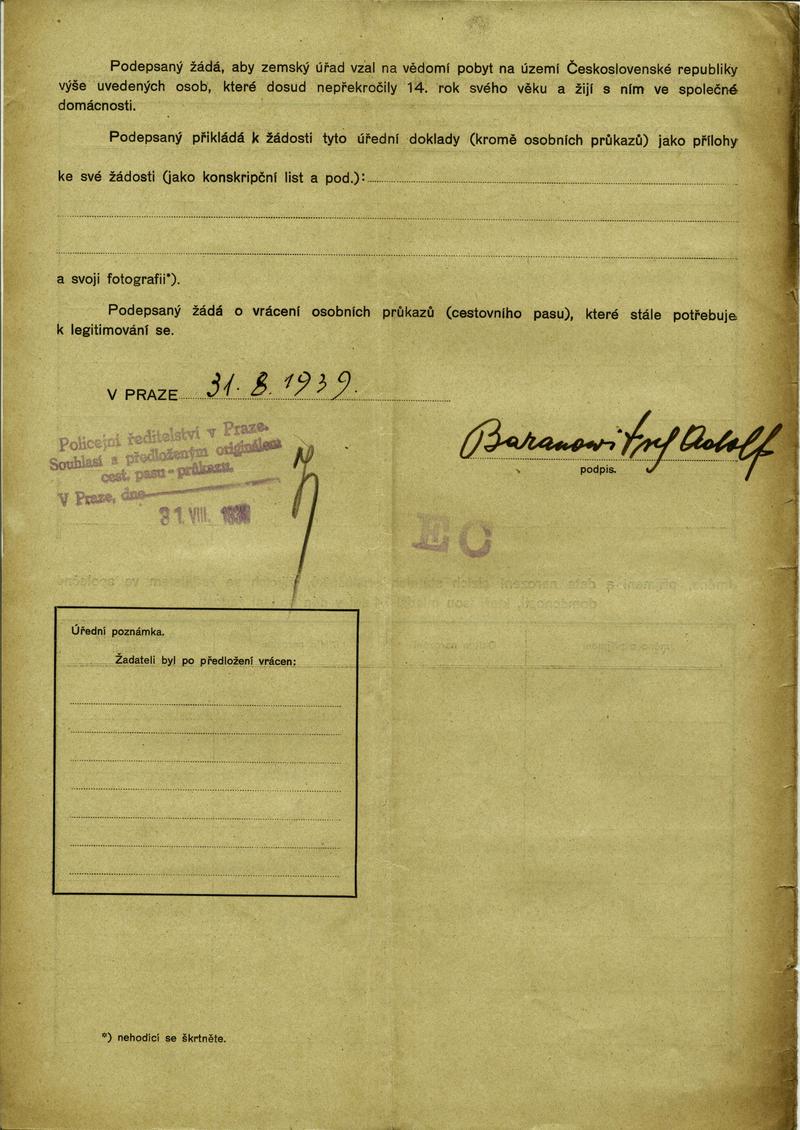 Podepsaný žádá, aby zemský úřad vzal na vědomí pobyt na území Československé republiky
výše uvedených osob, které dosud nepřekročily 14. rok svého věku a žijí s ním ve společné
domácnosti.
Podepsaný přikládá k žádosti tyto úřední doklady (kromě osobních průkazů) jako přílohy
ke své žádosti (jako konskripční list a pod.):
a svoji fotografii*).
Podepsaný žádá o vrácení osobních průkazů (cestovního pasu), které stále potřebuje
k legitimování se.
V PRAZE 31. 8. 1939.
Adolf
podpis.
Policejní ředitelství v Praze.
Souhlasí s předloženým originálem
cest. pasu - průkazu.
V Praze, dne
31. VIII. 1939
EO
Úřední poznámka.
Žadateli byl po předložení vrácen:
*) nehodící se škrtněte.